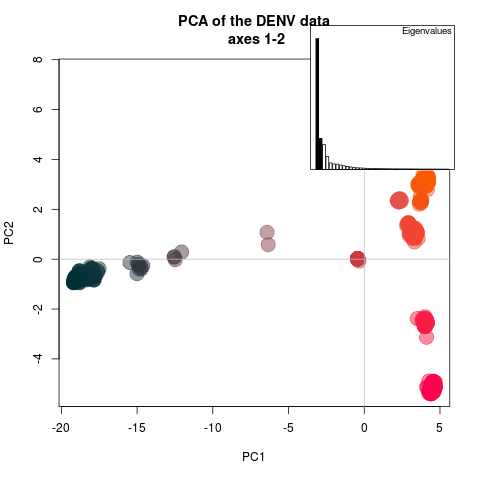 PCA of the DENV data
axes 1-2
Eigenvalues
8
6
4
2
0
-2
-4
PC2
-20 -15 -10 -5 0 5
PC1